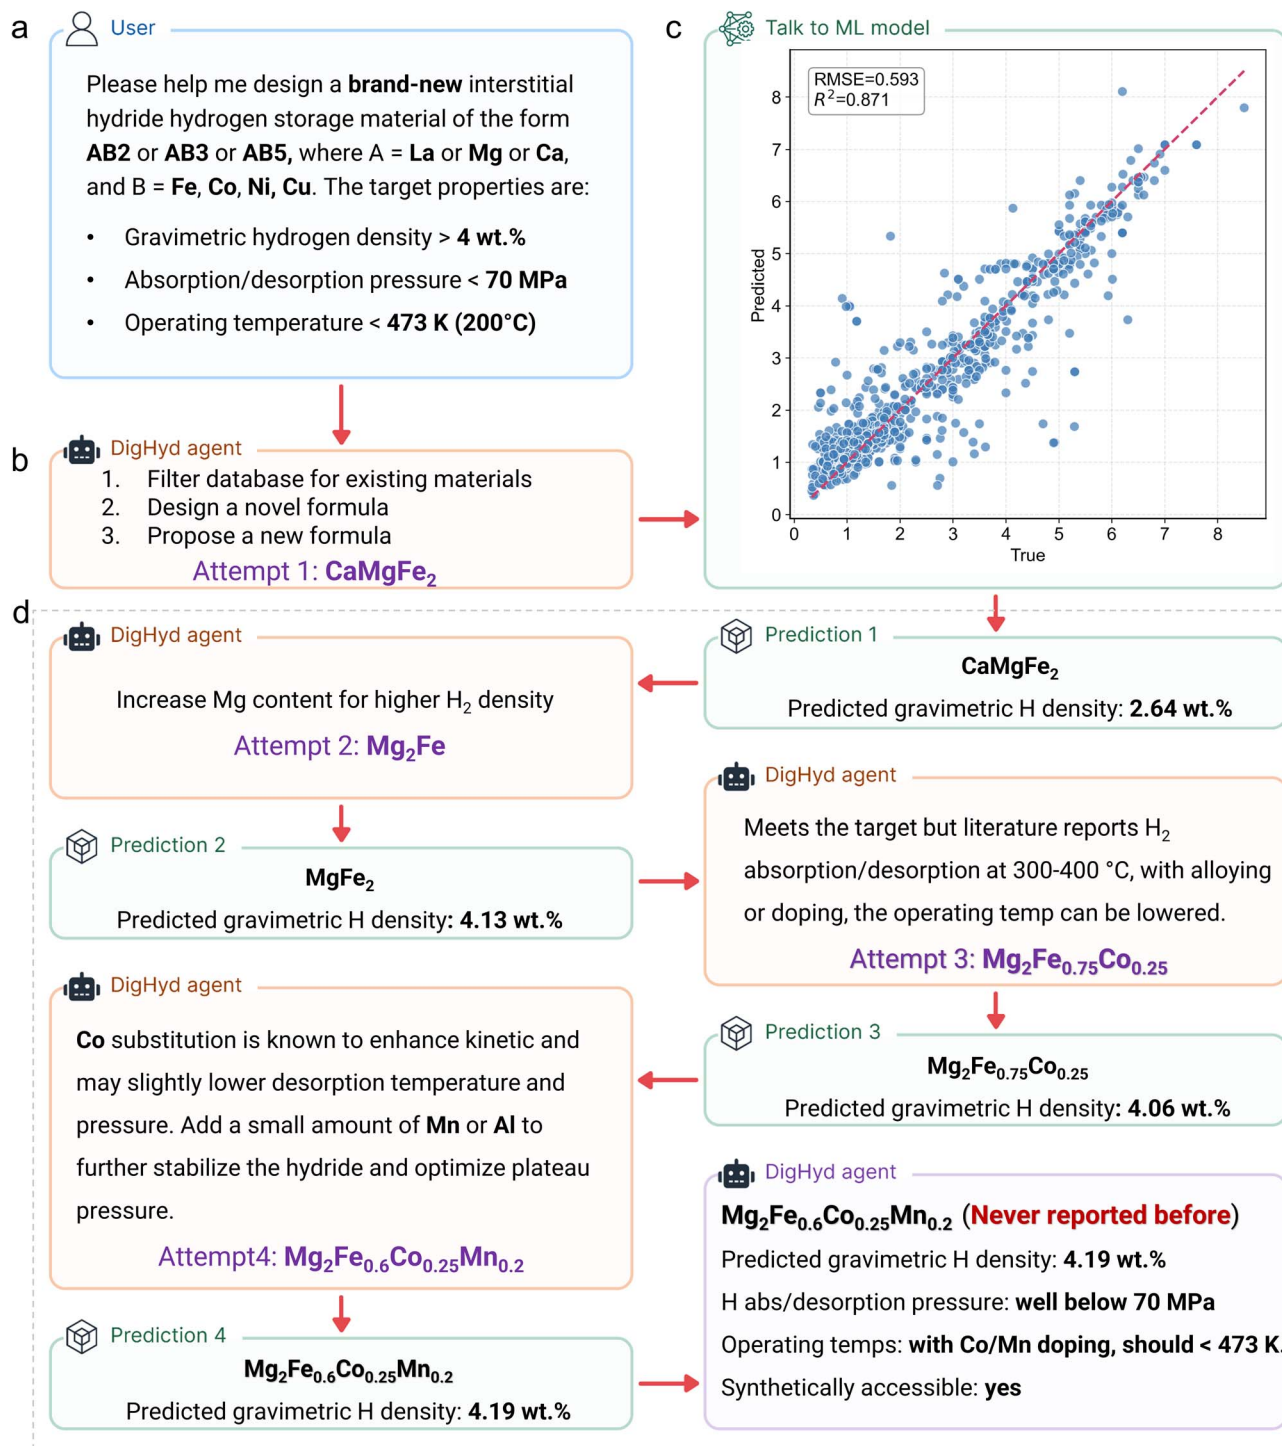 a
User
Please help me design a brand-new interstitial
hydride hydrogen storage material of the form
AB2 or AB3 or AB5, where A = La or Mg or Ca,
and B = Fe, Co, Ni, Cu. The target properties are:
• Gravimetric hydrogen density > 4 wt.%
• Absorption/desorption pressure < 70 MPa
• Operating temperature < 473 K (200°C)
b
DigHyd agent
1. Filter database for existing materials
2. Design a novel formula
3. Propose a new formula
Attempt 1: CaMgFe2
c
Talk to ML model
RMSE=0.593
R²=0.871
Predicted
8
7
6
5
4
3
2
1
0
0 1 2 3 4 5 6 7 8
True
d
Prediction 1
CaMgFe2
Predicted gravimetric H density: 2.64 wt.%
DigHyd agent
Increase Mg content for higher H2 density
Attempt 2: Mg2Fe
Prediction 2
MgFe2
Predicted gravimetric H density: 4.13 wt.%
DigHyd agent
Meets the target but literature reports H2
absorption/desorption at 300-400 °C, with alloying
or doping, the operating temp can be lowered.
Attempt 3: Mg2Fe0.75Co0.25
Prediction 3
Mg2Fe0.75Co0.25
Predicted gravimetric H density: 4.06 wt.%
DigHyd agent
Co substitution is known to enhance kinetic and
may slightly lower desorption temperature and
pressure. Add a small amount of Mn or Al to
further stabilize the hydride and optimize plateau
pressure.
Attempt4: Mg2Fe0.6Co0.25Mn0.2
Prediction 4
Mg2Fe0.6Co0.25Mn0.2
Predicted gravimetric H density: 4.19 wt.%
DigHyd agent
Mg2Fe0.6Co0.25Mn0.2 (Never reported before)
Predicted gravimetric H density: 4.19 wt.%
H abs/desorption pressure: well below 70 MPa
Operating temps: with Co/Mn doping, should < 473 K.
Synthetically accessible: yes